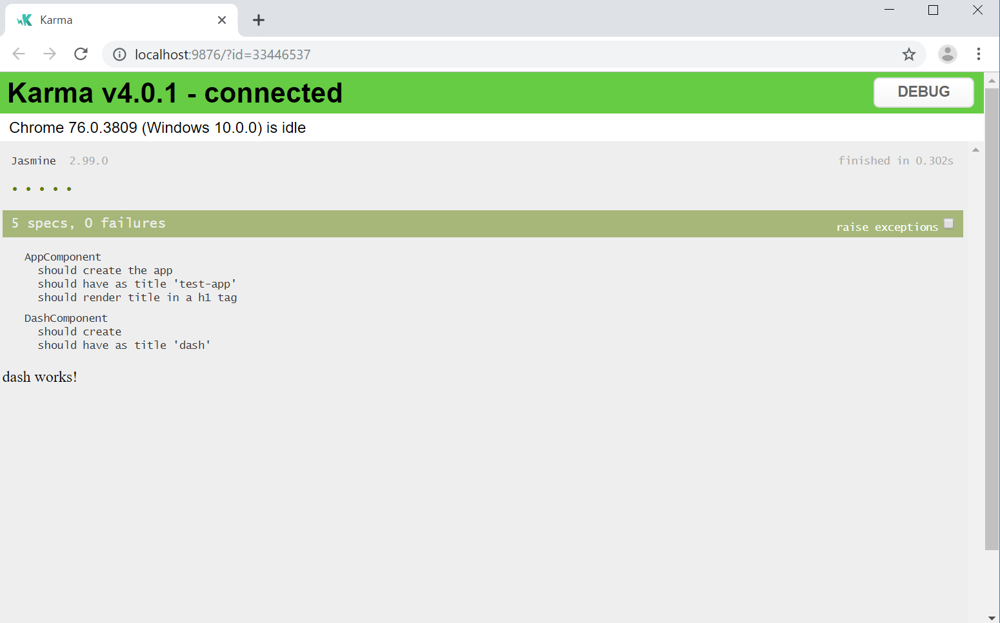 Karma
localhost:9876/?id=33446537
Karma v4.0.1 - connected
DEBUG
Chrome 76.0.3809 (Windows 10.0.0) is idle
Jasmine 2.99.0
finished in 0.302s
• • • • •
5 specs, 0 failures
raise exceptions
AppComponent
should create the app
should have as title 'test-app'
should render title in a h1 tag
DashComponent
should create
should have as title 'dash'
dash works!